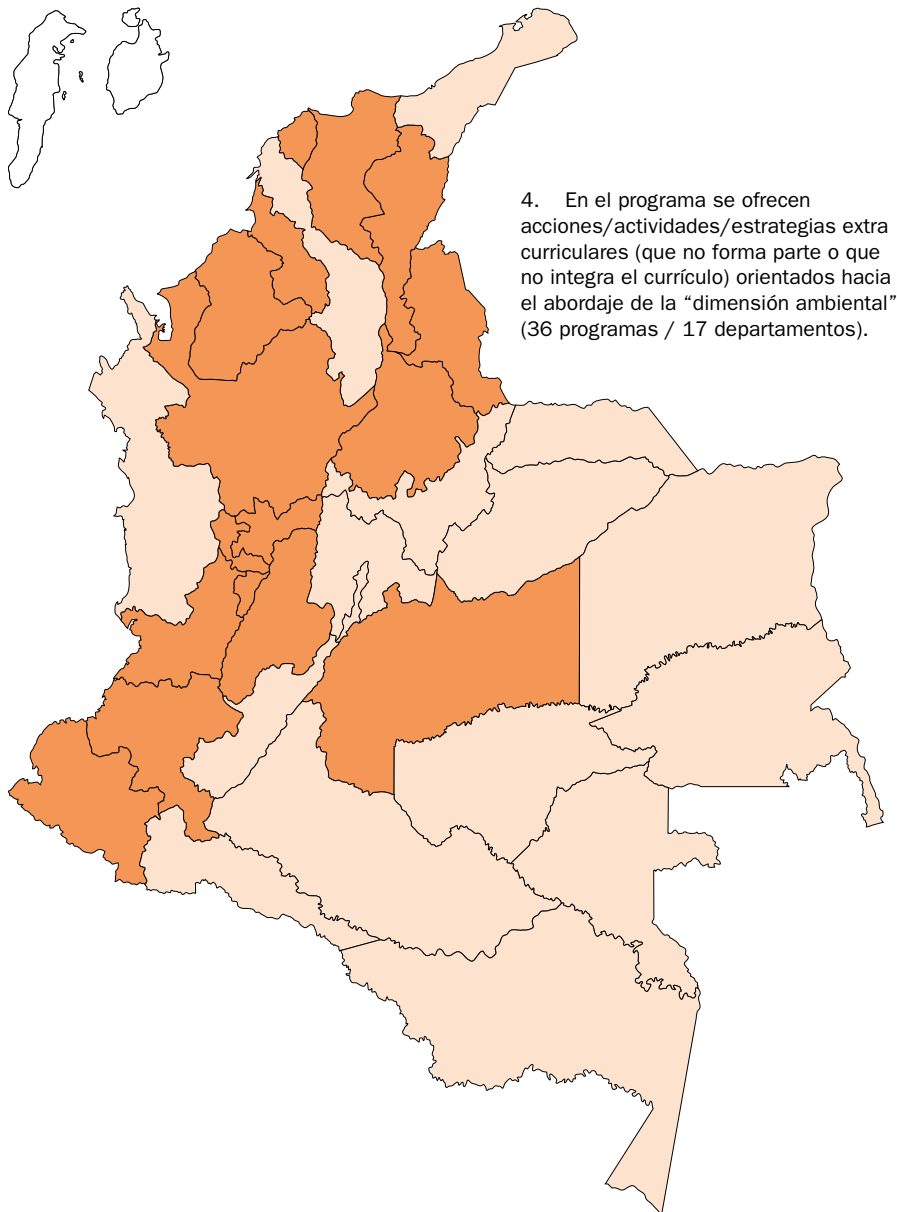 4. En el programa se ofrecen
acciones/actividades/estrategias extra
curriculares (que no forma parte o que
no integra el currículo) orientados hacia
el abordaje de la “dimensión ambiental”
(36 programas / 17 departamentos).